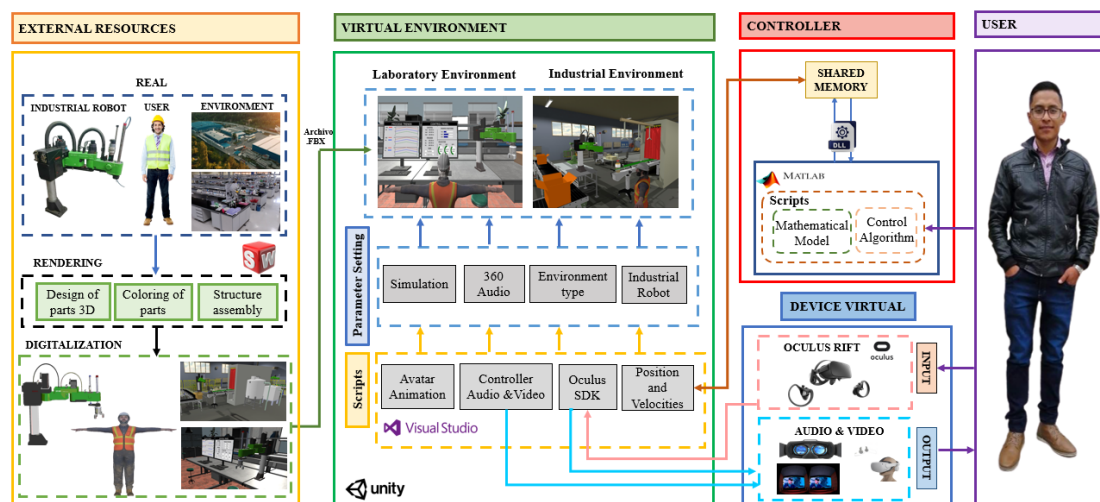 EXTERNAL RESOURCES
REAL
INDUSTRIAL ROBOT
USER
ENVIRONMENT
SW
RENDERING
Design of
parts 3D
Coloring of
parts
Structure
assembly
DIGITALIZATION
Archivo
.FBX
VIRTUAL ENVIRONMENT
Laboratory Environment
Industrial Environment
Parameter Setting
Simulation
360
Audio
Environment
type
Industrial
Robot
Scripts
Avatar
Animation
Controller
Audio &Video
Oculus
SDK
Position and
Velocities
Visual Studio
unity
CONTROLLER
SHARED
MEMORY
DLL
MATLAB
Scripts
Mathematical
Model
Control
Algorithm
DEVICE VIRTUAL
OCULUS RIFT
oculus
INPUT
AUDIO & VIDEO
OUTPUT
USER